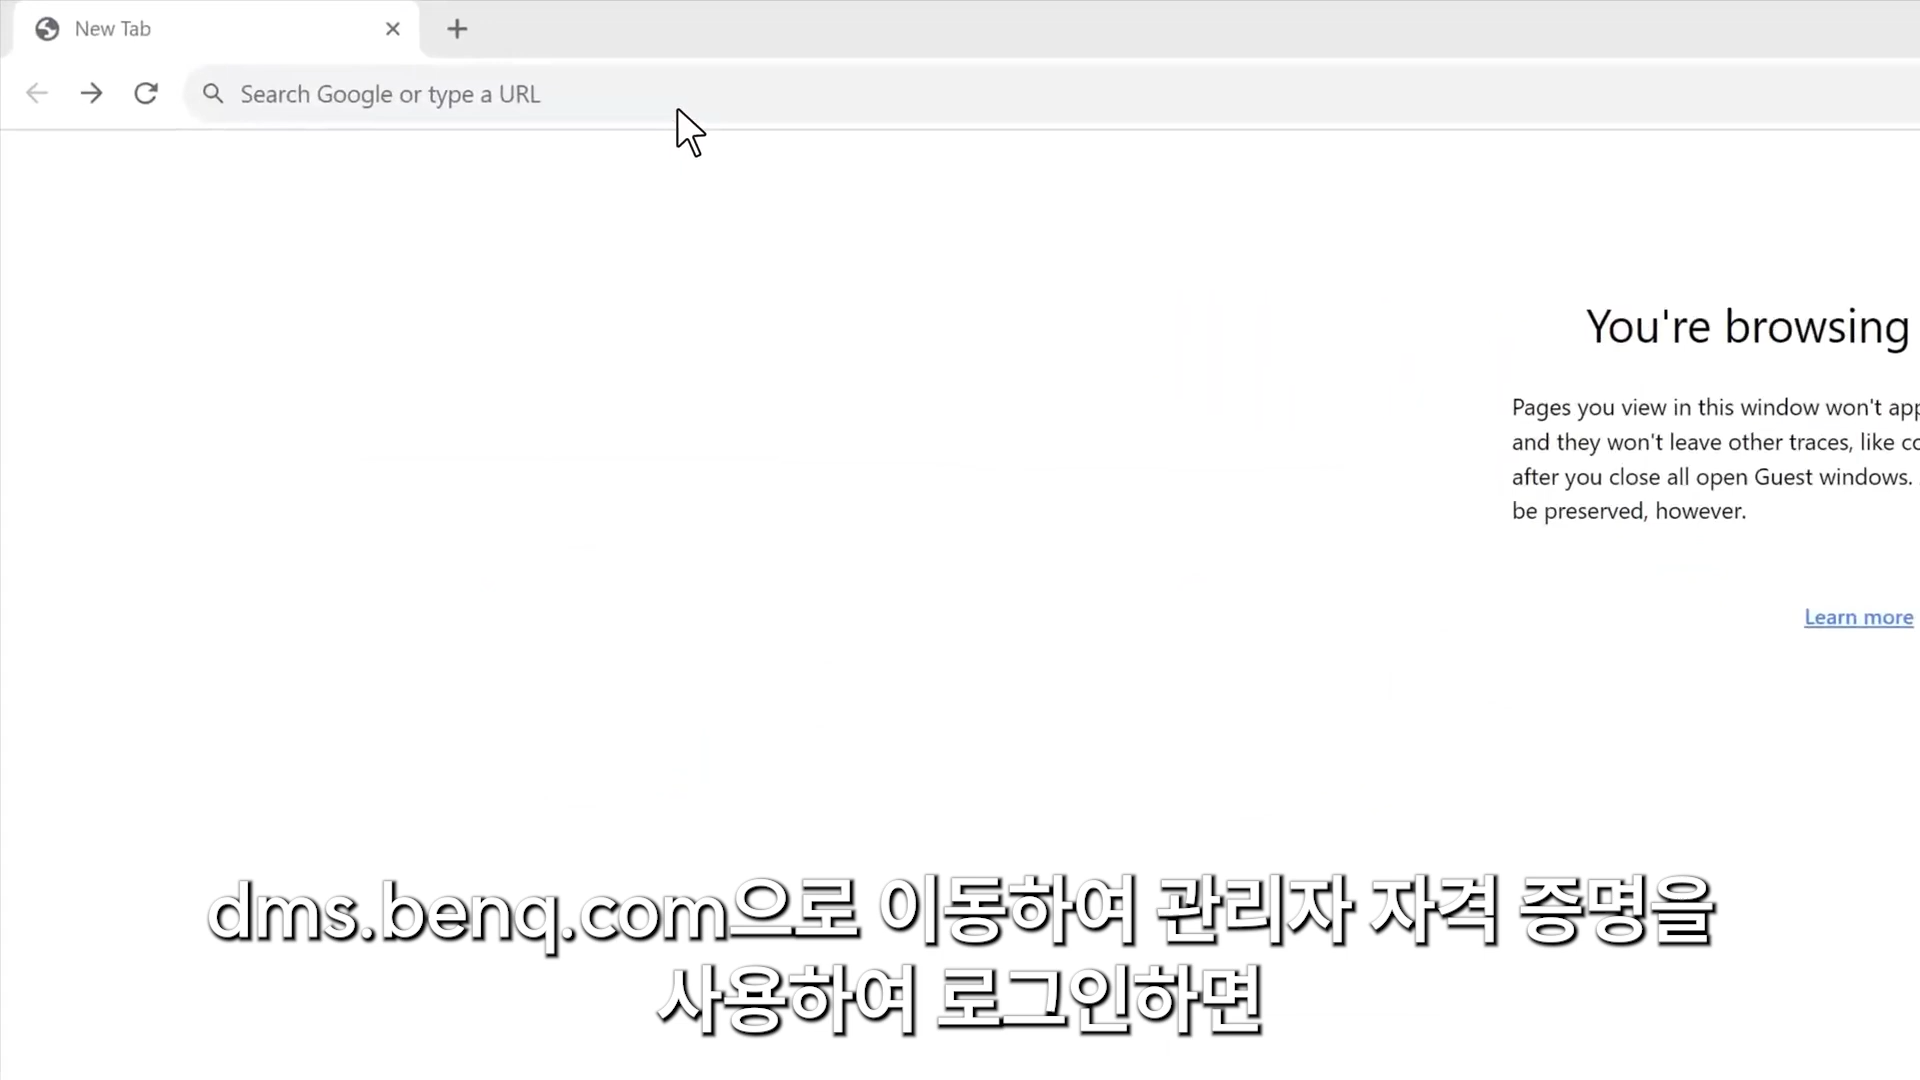 New Tab
Search Google or type a URL
You're browsing
Pages you view in this window won't app
and they won't leave other traces, like co
after you close all open Guest windows.
be preserved, however.
Learn more
dms.benq.com으로 이동하여 관리자 자격 증명을
사용하여 로그인하면